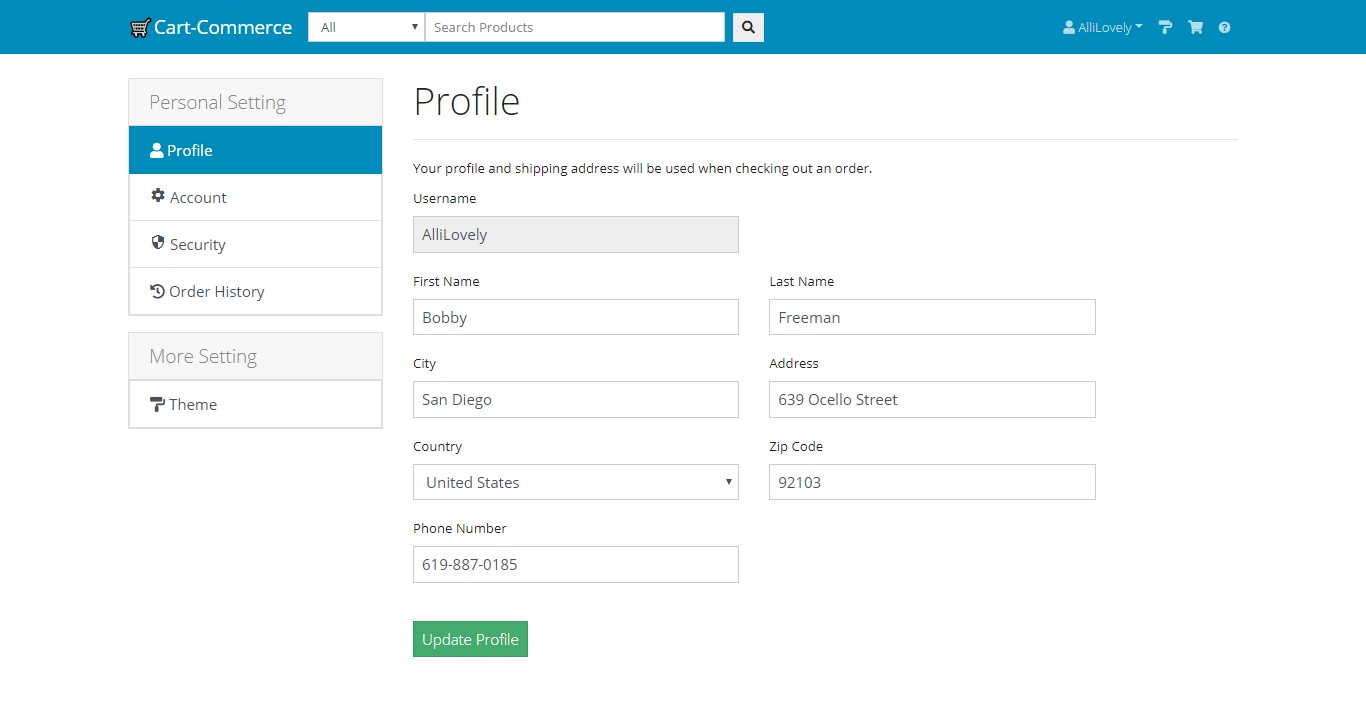 Cart-Commerce All Search Products AlliLovely
Personal Setting
Profile
Account
Security
Order History
More Setting
Theme
Profile
Your profile and shipping address will be used when checking out an order.
Username
AlliLovely
First Name Last Name
Bobby Freeman
City Address
San Diego 639 Ocello Street
Country Zip Code
United States 92103
Phone Number
619-887-0185
Update Profile